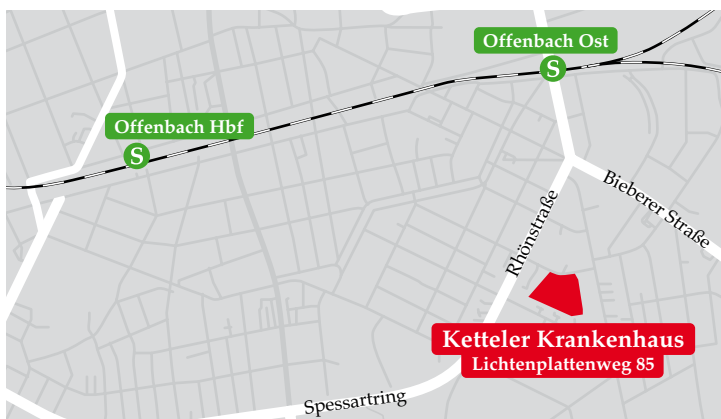 Offenbach Ost
S
Offenbach Hbf
S
Bieberer Straße
Rhönstraße
Ketteler Krankenhaus
Lichtenplattenweg 85
Spessartring